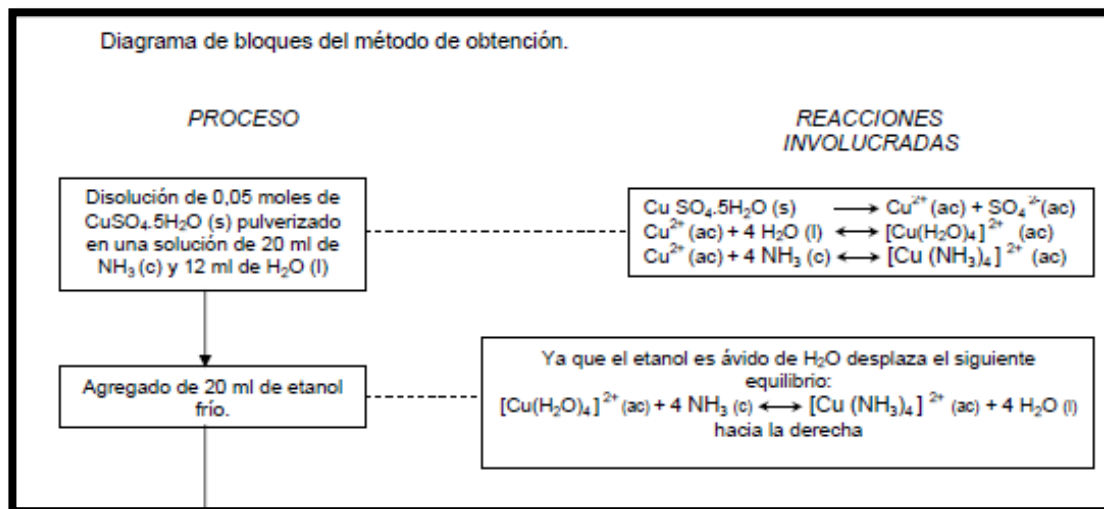 Diagrama de bloques del método de obtención.
PROCESO
REACCIONES
INVOLUCRADAS
Disolución de 0,05 moles de
CuSO₄.5H₂O (s) pulverizado
en una solución de 20 ml de
NH₃ (c) y 12 ml de H₂O (l)
Cu SO₄.5H₂O (s) ⟶ Cu²⁺ (ac) + SO₄²⁻(ac)
Cu²⁺ (ac) + 4 H₂O (l) ⟷ [Cu(H₂O)₄]²⁺ (ac)
Cu²⁺ (ac) + 4 NH₃ (c) ⟷ [Cu (NH₃)₄]²⁺ (ac)
Agregado de 20 ml de etanol
frío.
Ya que el etanol es ávido de H₂O desplaza el siguiente
equilibrio:
[Cu(H₂O)₄]²⁺ (ac) + 4 NH₃ (c) ⟷ [Cu (NH₃)₄]²⁺ (ac) + 4 H₂O (l)
hacia la derecha